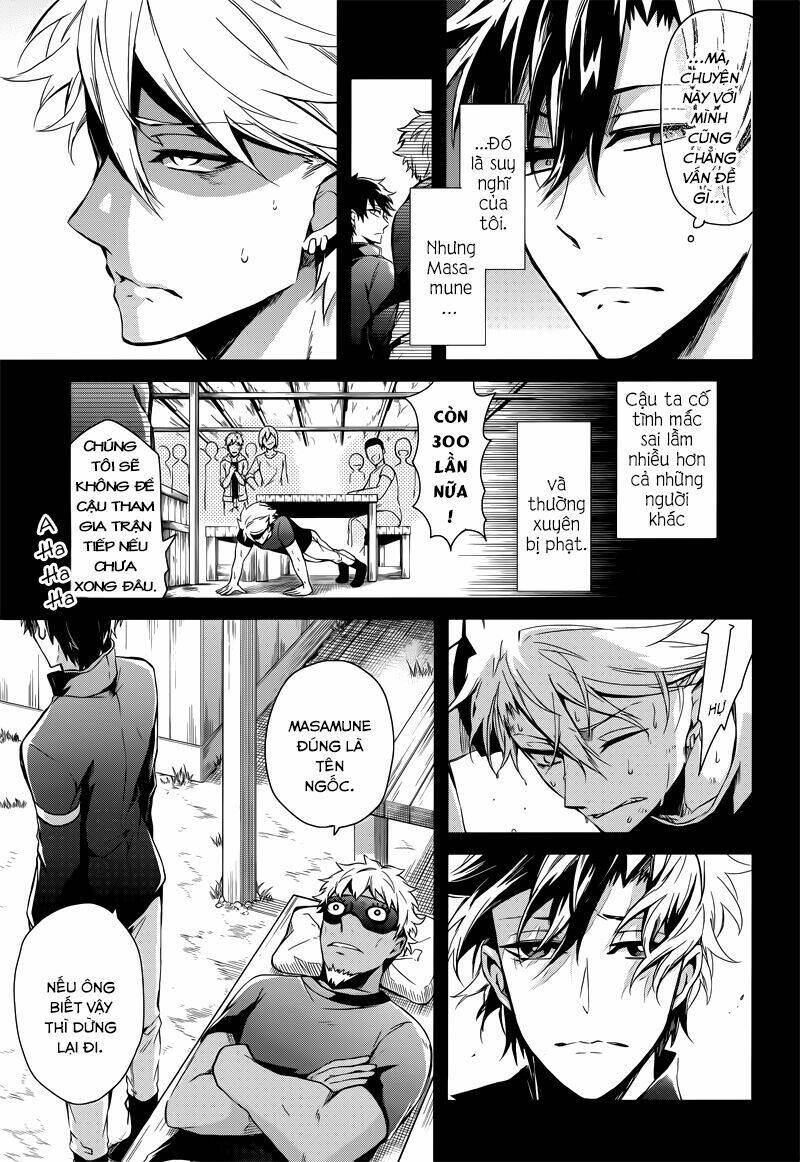 ...MÀ,
CHUYỆN
NÀY VỚI
MÌNH
CŨNG
CHẲNG
VẤN ĐỀ
GÌ...
...Đó
là suy
nghĩ
của
tôi.
Nhưng
Masa-
mune
...
Cậu ta cố
tình mắc
sai lầm
nhiều hơn
cả những
người
khác
và
thường
xuyên
bị phạt.
CÒN
300
LẦN
NỮA
!
CHÚNG
TÔI SẼ
KHÔNG ĐỂ
CẬU THAM
GIA TRẬN
TIẾP NẾU
CHƯA
XONG ĐÂU.
A
Ha
Ha
Ha
HỰ
MASAMUNE
ĐÚNG LÀ
TÊN
NGỐC.
NẾU ÔNG
BIẾT VẬY
THÌ DỪNG
LẠI ĐI.